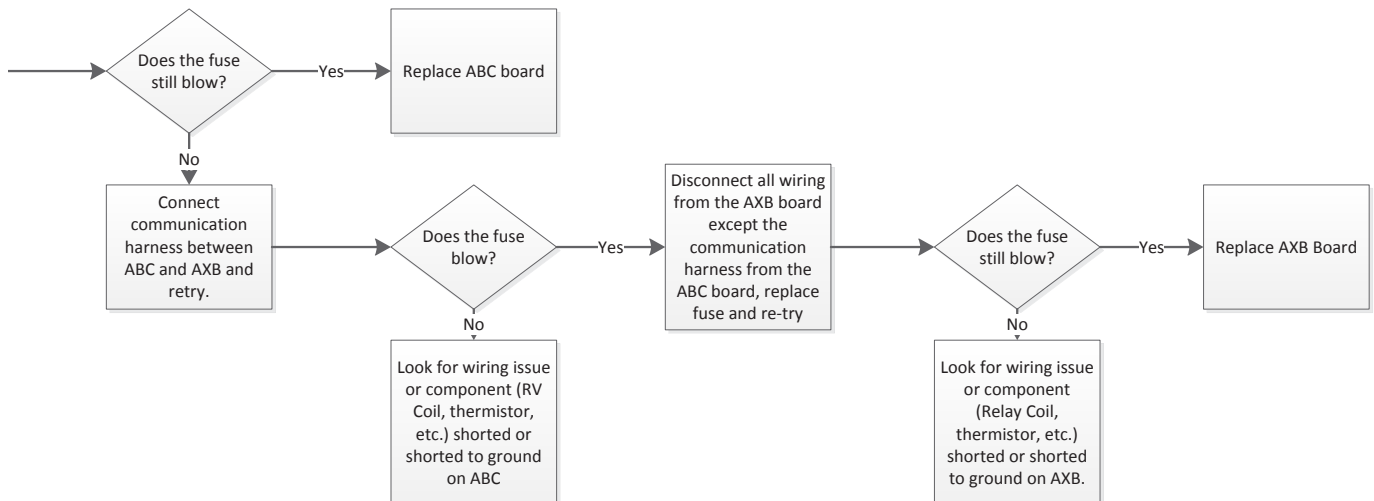 Does the fuse
still blow?
Yes
Replace ABC board
No
Connect
communication
harness between
ABC and AXB and
retry.
Does the fuse
blow?
Yes
Disconnect all wiring
from the AXB board
except the
communication
harness from the
ABC board, replace
fuse and re-try
Does the fuse
still blow?
Yes
Replace AXB Board
No
Look for wiring issue
or component (RV
Coil, thermistor,
etc.) shorted or
shorted to ground
on ABC
No
Look for wiring issue
or component
(Relay Coil,
thermistor, etc.)
shorted or shorted
to ground on AXB.